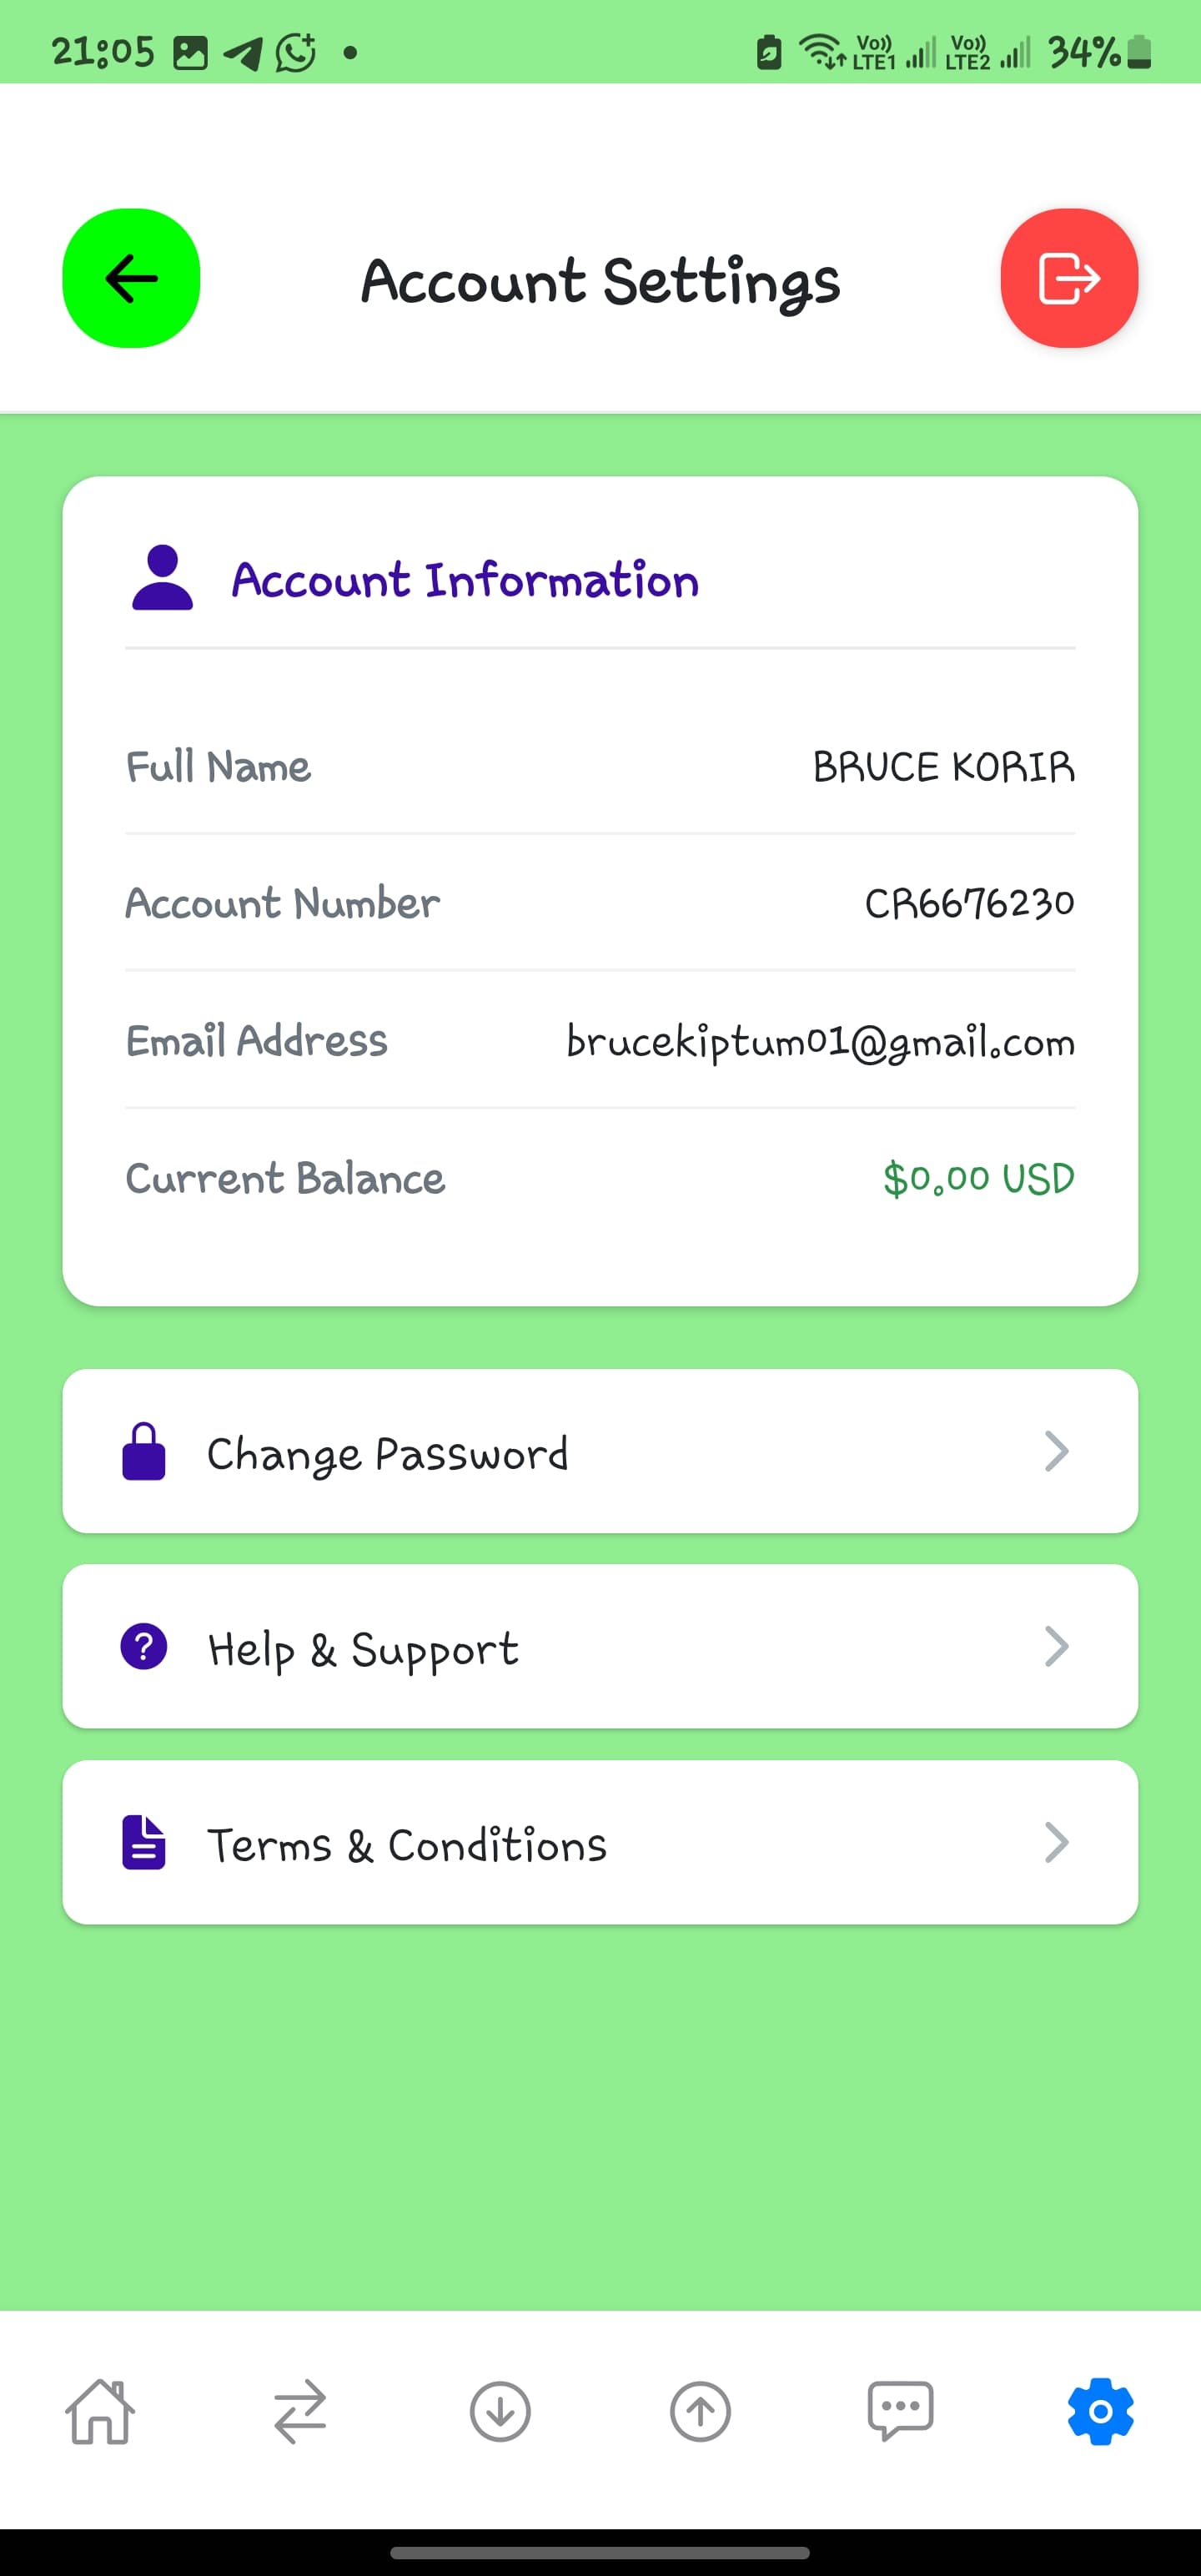 21:05
Vo)) LTE1 Vo)) LTE2 34%
Account Settings
Account Information
Full Name BRUCE KORIR
Account Number CR6676230
Email Address brucekiptum01@gmail.com
Current Balance $0.00 USD
Change Password
Help & Support
Terms & Conditions